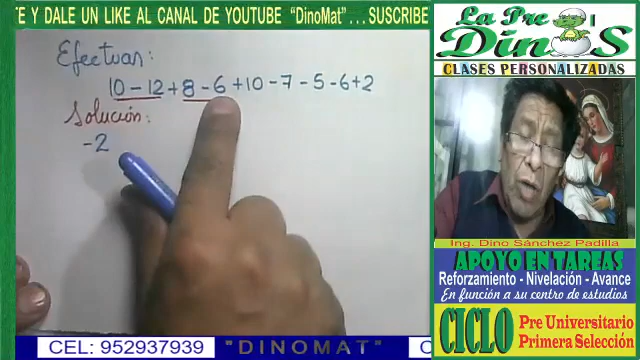 TE Y DALE UN LIKE AL CANAL DE YOUTUBE "DinoMat"... SUSCRIBE
Efectuar:
10 - 12 + 8 - 6 + 10 - 7 - 5 - 6 + 2
Solución:
- 2
La Pre
DinoS
CLASES PERSONALIZADAS
Ing. Dino Sánchez Padilla
APOYO EN TAREAS
Reforzamiento - Nivelación - Avance
En función a su centro de estudios
CICLO Pre Universitario
Primera Selección
CEL: 952937939 "DINOMAT"